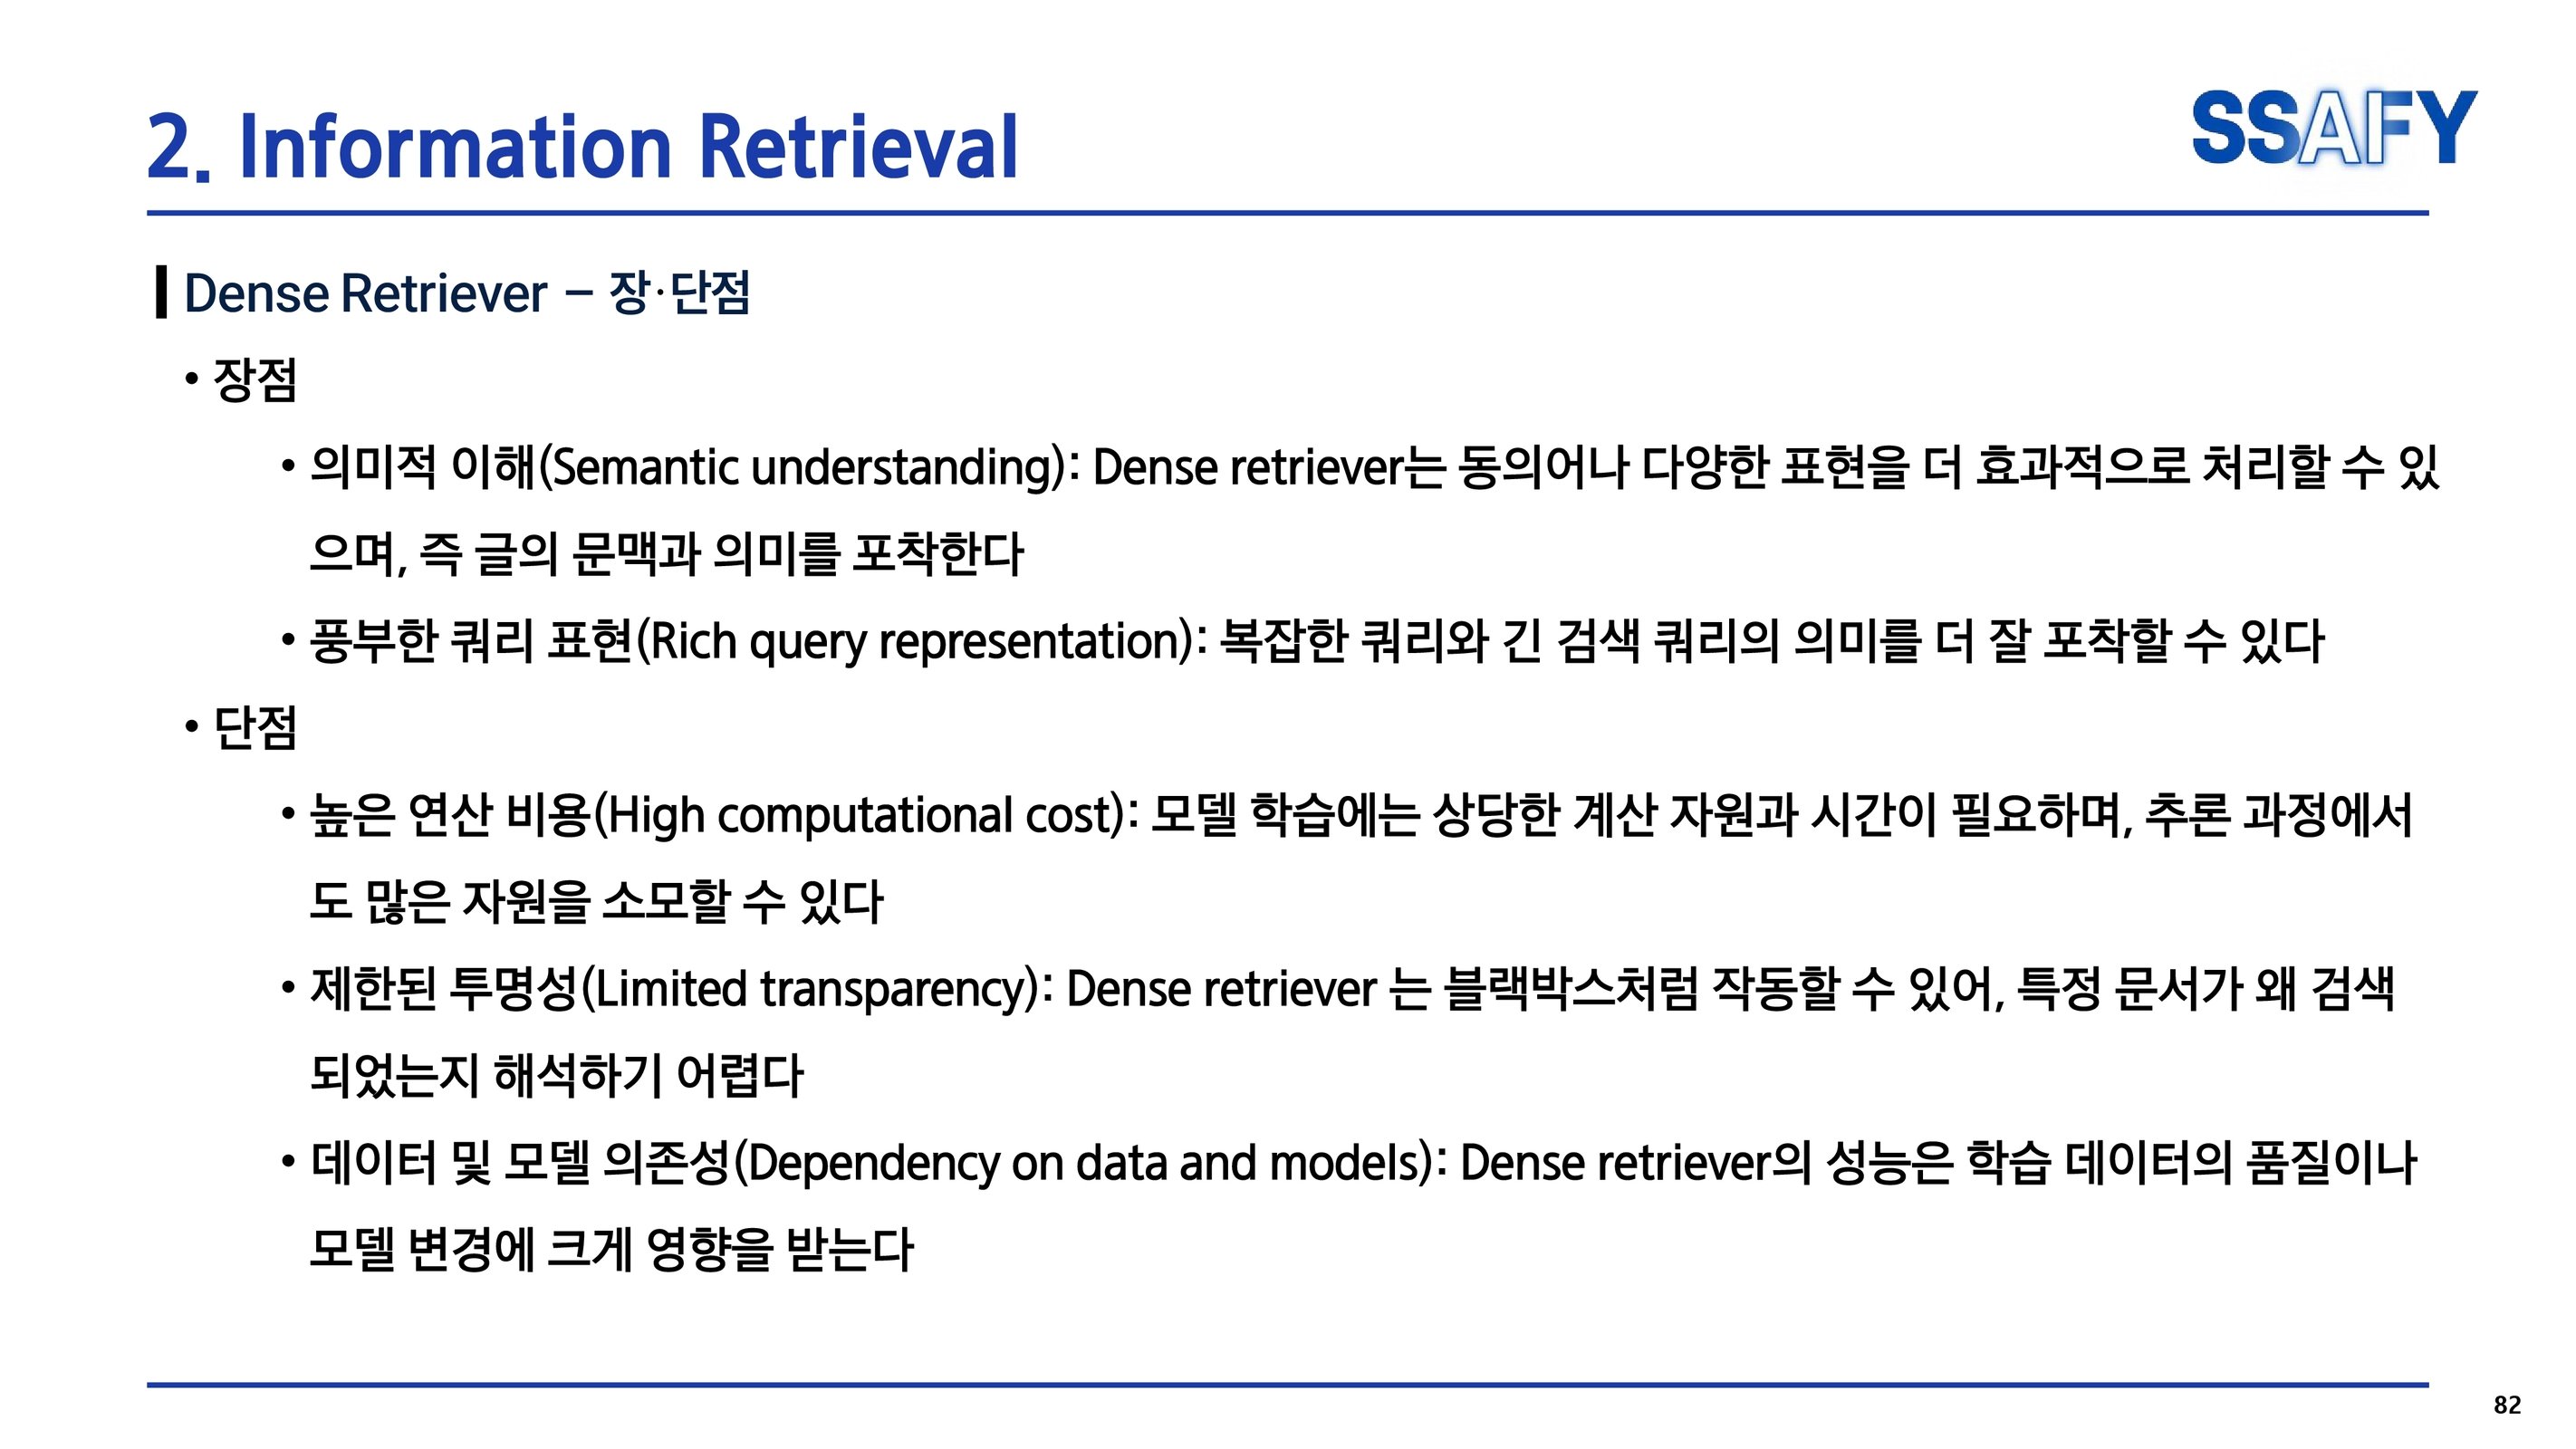 2. Information Retrieval
SSAFY
Dense Retriever – 장·단점
• 장점
• 의미적 이해(Semantic understanding): Dense retriever는 동의어나 다양한 표현을 더 효과적으로 처리할 수 있
으며, 즉 글의 문맥과 의미를 포착한다
• 풍부한 쿼리 표현(Rich query representation): 복잡한 쿼리와 긴 검색 쿼리의 의미를 더 잘 포착할 수 있다
• 단점
• 높은 연산 비용(High computational cost): 모델 학습에는 상당한 계산 자원과 시간이 필요하며, 추론 과정에서
도 많은 자원을 소모할 수 있다
• 제한된 투명성(Limited transparency): Dense retriever 는 블랙박스처럼 작동할 수 있어, 특정 문서가 왜 검색
되었는지 해석하기 어렵다
• 데이터 및 모델 의존성(Dependency on data and models): Dense retriever의 성능은 학습 데이터의 품질이나
모델 변경에 크게 영향을 받는다
82